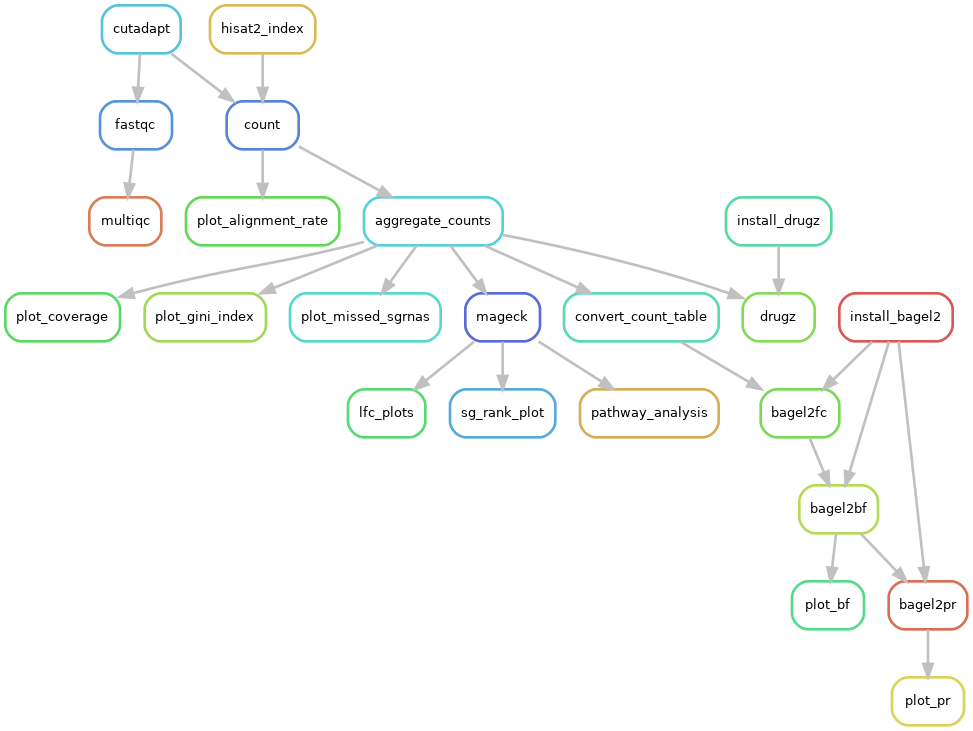 cutadapt
hisat2_index
fastqc
count
multiqc
plot_alignment_rate
aggregate_counts
install_drugz
plot_coverage
plot_gini_index
plot_missed_sgrnas
mageck
convert_count_table
drugz
install_bagel2
lfc_plots
sg_rank_plot
pathway_analysis
bagel2fc
bagel2bf
plot_bf
bagel2pr
plot_pr